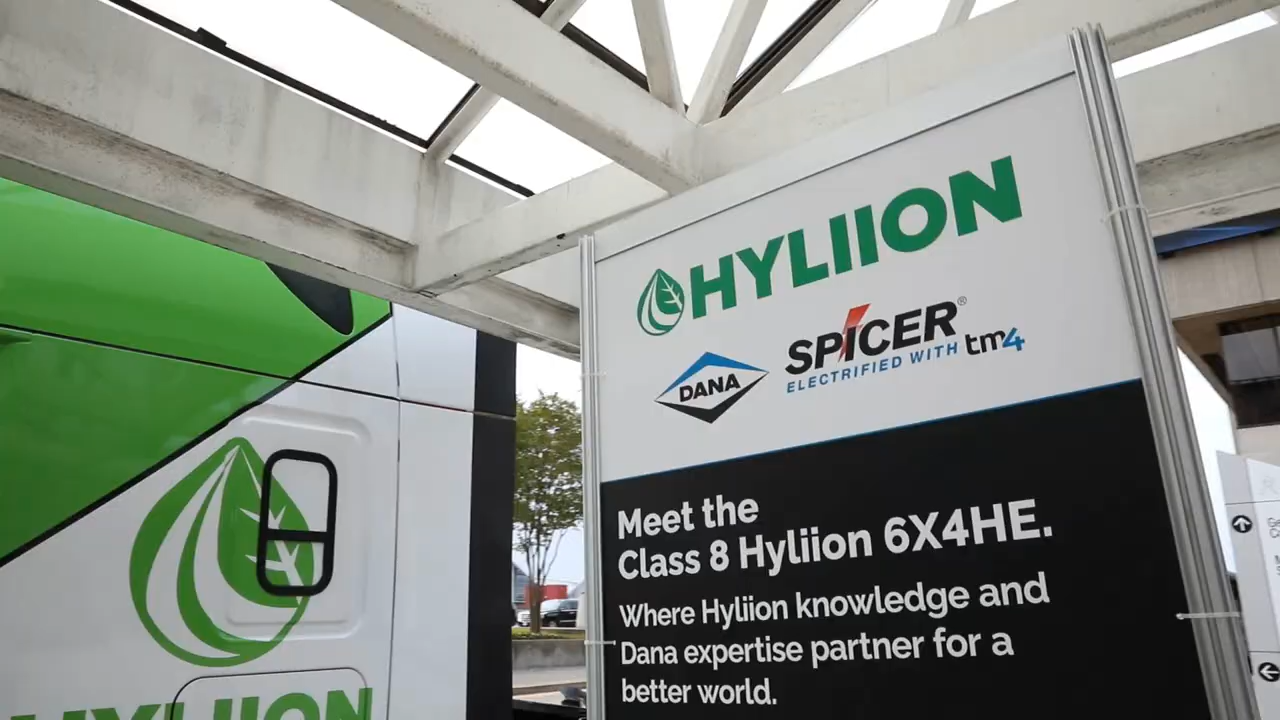 HYLIION
DANA
SPICER®
ELECTRIFIED WITH tm4
Meet the
Class 8 Hyliion 6X4HE.
Where Hyliion knowledge and
Dana expertise partner for a
better world.
HYLIION